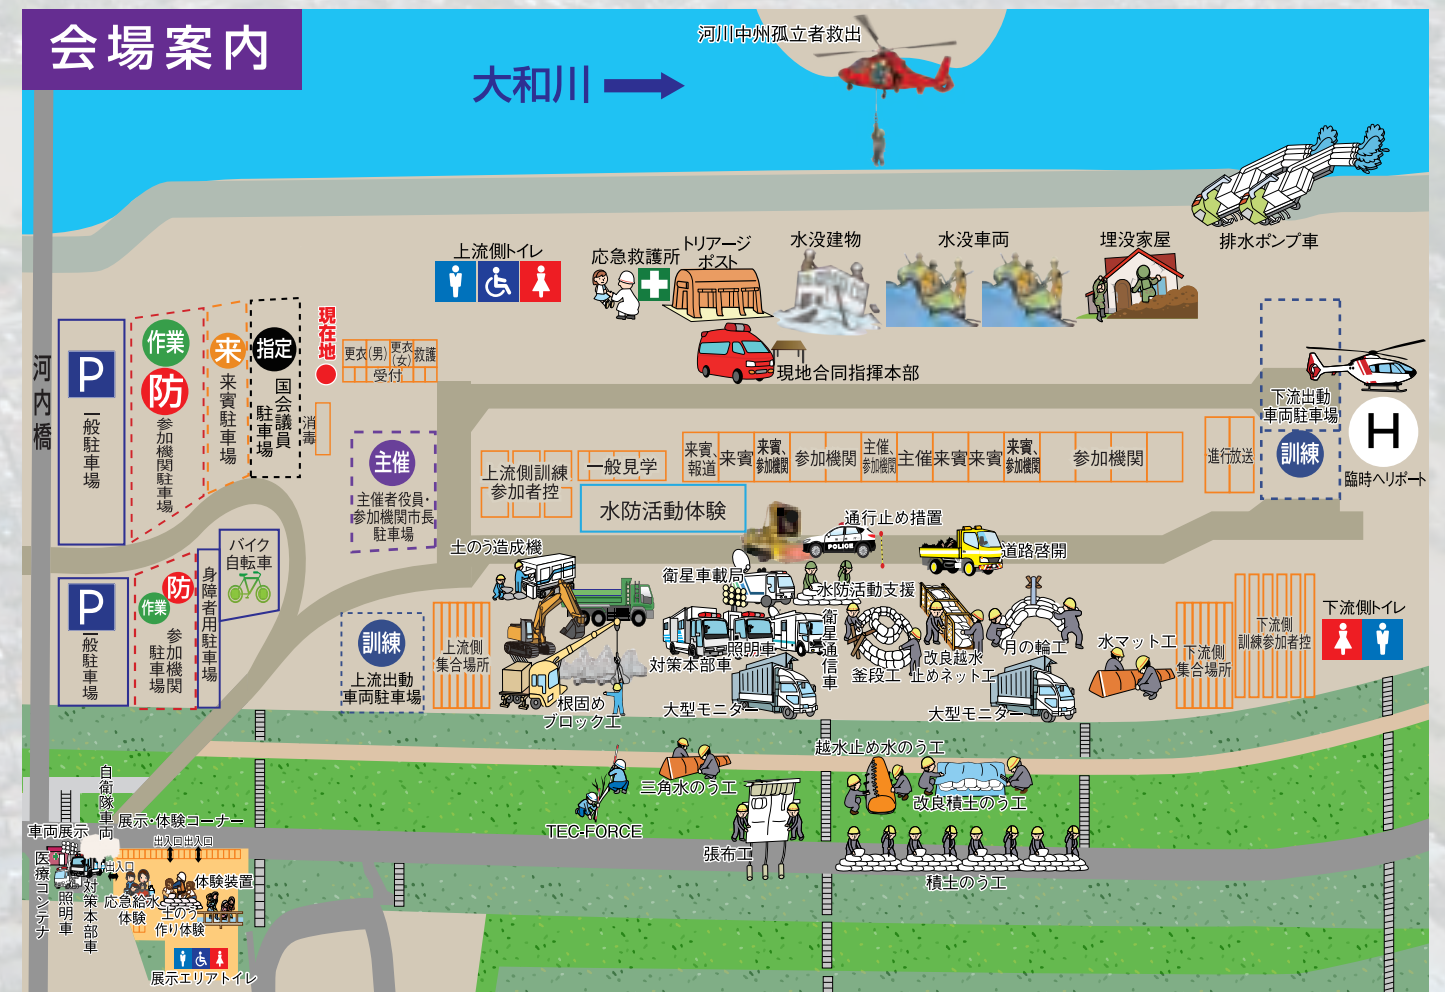 会場案内
河川中州孤立者救出
大和川
排水ポンプ車
上流側トイレ
応急救護所
トリアージ
ポスト
水没建物
水没車両
埋没家屋
現地合同指揮本部
河内橋
P
一般駐車場
作業
防
参加機関駐車場
来
来賓駐車場
指定
国会議員
駐車場
現在地
更衣(男)
更衣
(女)
救護
受付
消毒
主催
主催者役員・
参加機関市長
駐車場
上流側訓練
参加者控
一般見学
水防活動体験
来賓、
報道
来賓
来賓、
参加機関
参加機関
主催、
参加機関
主催
来賓
来賓
来賓、
参加機関
参加機関
進行
放送
下流出動
車両駐車場
訓練
H
臨時ヘリポート
P
一般駐車場
防
作業
参加機関
駐車場
身障者用駐車場
バイク
自転車
訓練
上流出動
車両駐車場
上流側
集合場所
土のう造成機
根固め
ブロック工
衛星車載局
対策本部車
照明車
大型モニター
衛星通信車
POLICE
通行止め措置
水防活動支援
道路啓開
釜段工
改良越水
止めネット工
月の輪工
大型モニター
水マット工
下流側
集合場所
下流側
訓練参加者控
下流側トイレ
TEC-FORCE
三角水のう工
張布工
越水止め水のう工
改良積土のう工
積土のう工
自衛隊車両
車両展示
展示・体験コーナー
出入口
出入口
出入口
医療コンテナ
照明車
対策本部車
応急給水
体験
土のう
作り体験
体験装置
展示エリアトイレ